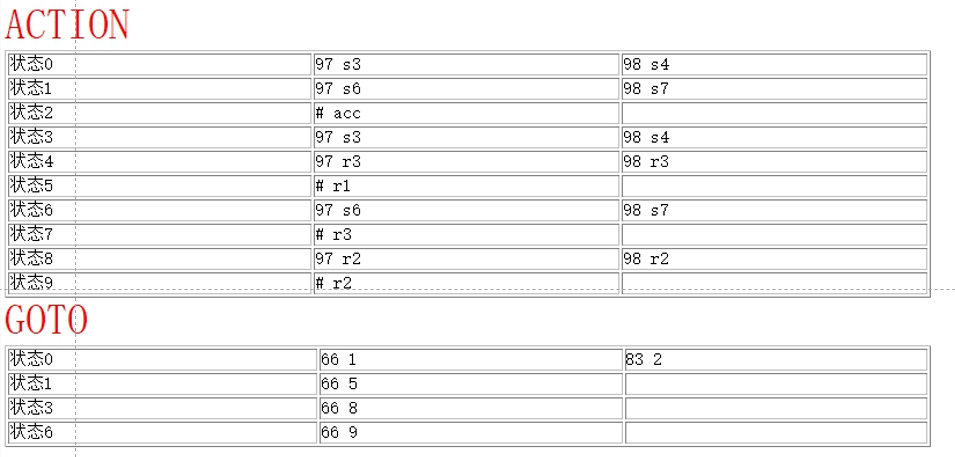 ACTION
状态0 97 s3 98 s4
状态1 97 s6 98 s7
状态2 # acc
状态3 97 s3 98 s4
状态4 97 r3 98 r3
状态5 # r1
状态6 97 s6 98 s7
状态7 # r3
状态8 97 r2 98 r2
状态9 # r2
GOTO
状态0 66 1 83 2
状态1 66 5
状态3 66 8
状态6 66 9